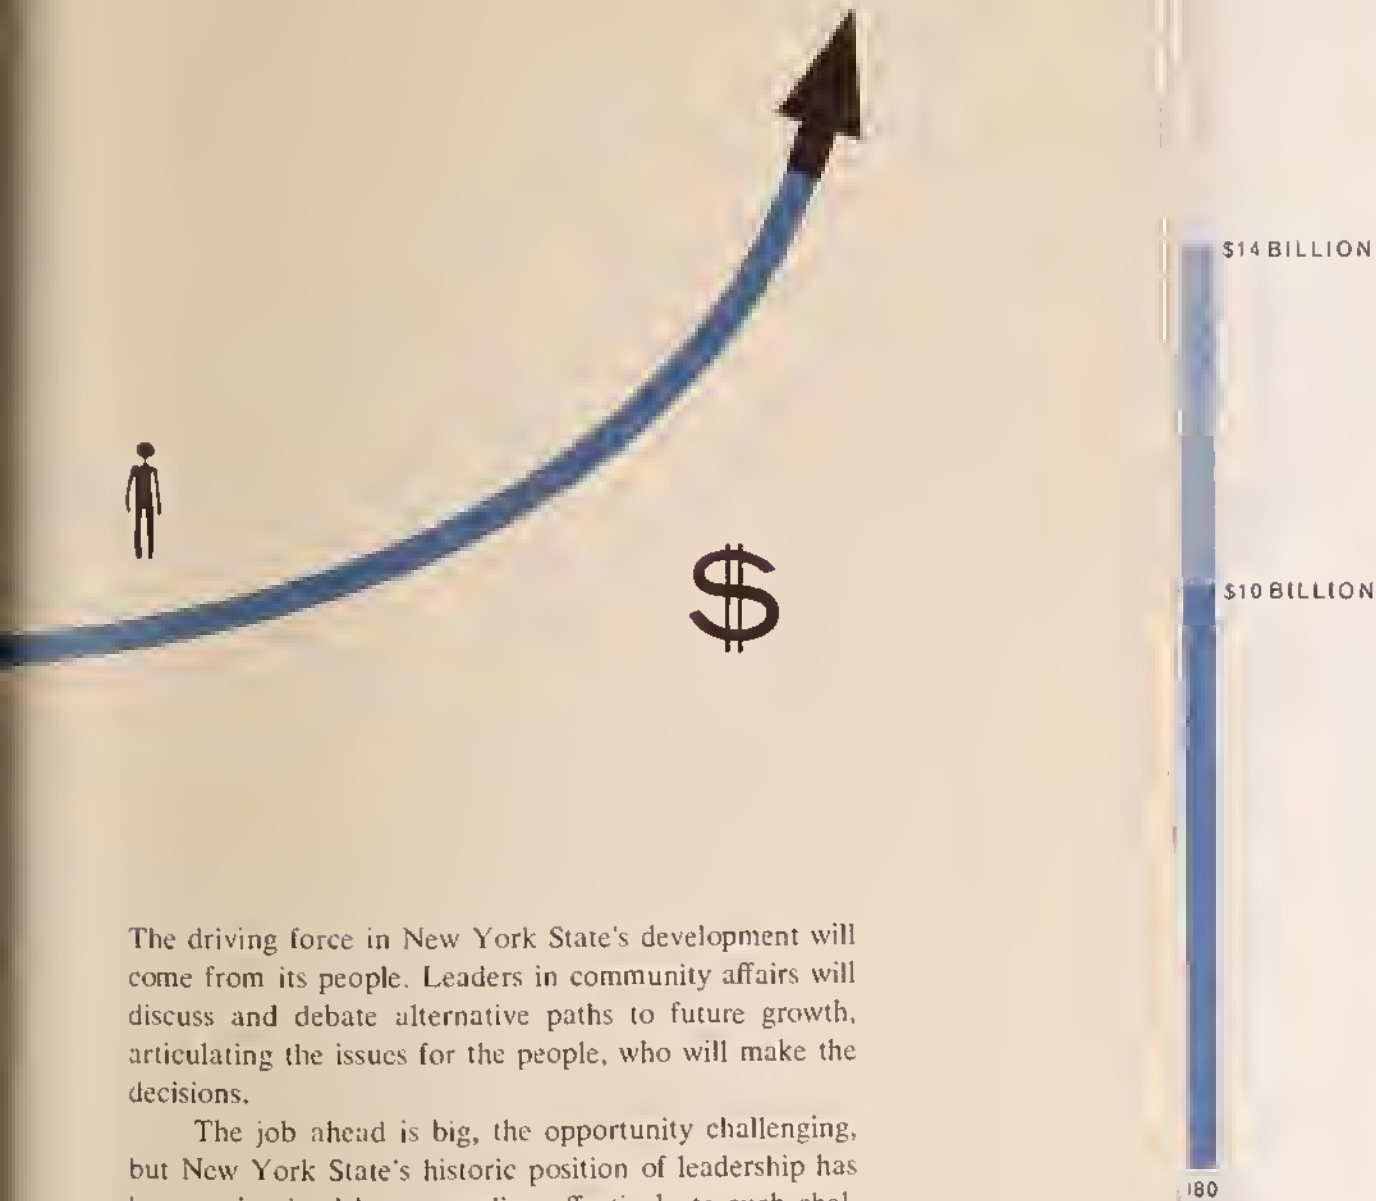 $
$14 BILLION
$10 BILLION
The driving force in New York State's development will
come from its people. Leaders in community affairs will
discuss and debate alternative paths to future growth,
articulating the issues for the people, who will make the
decisions.
The job ahead is big, the opportunity challenging,
but New York State's historic position of leadership has
80